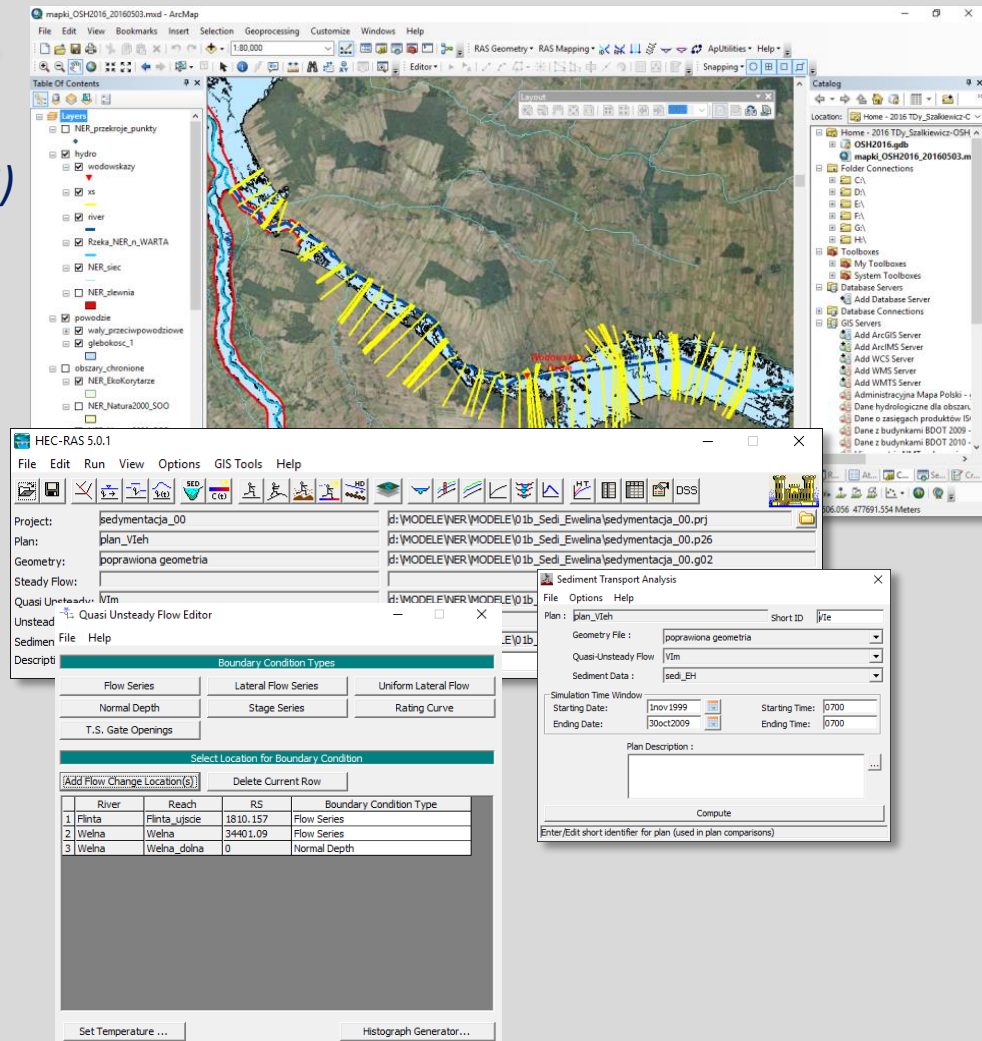 mapki_OSH2016_20160503.mxd - ArcMap
File Edit View Bookmarks Insert Selection Geoprocessing Customize Windows Help
1:80,000
RAS Geometry RAS Mapping ApUtilities Help
Editor Snapping
Table Of Contents
Layers
NER_przekroje_punkty
hydro
wodowskazy
xs
river
Rzeka_NER_n_WARTA
NER_siec
NER_zlewnia
powodzie
waly_przeciwpowodziowe
glebokosc_1
obszary_chronione
NER_EkoKorytarze
NER_Natura2000_SOO
Layout
Wodowskaz
Catalog
Location: Home - 2016 TDy_Szalkiewicz-C
Home - 2016 TDy_Szalkiewicz-OSH
OSH2016.gdb
mapki_OSH2016_20160503.m
Folder Connections
C:\
D:\
E:\
F:\
G:\
H:\
Toolboxes
My Toolboxes
System Toolboxes
Database Servers
Add Database Server
Database Connections
GIS Servers
Add ArcGIS Server
Add ArcIMS Server
Add WCS Server
Add WMS Server
Add WMTS Server
Administracyjna Mapa Polski -
Dane hydrologiczne dla obszaru
Dane o zasięgach produktów IS
Dane z budynkami BDOT 2009 -
Dane z budynkami BDOT 2010 -
R... At... C... Se... Cr...
506.056 477691.554 Meters
)
HEC-RAS 5.0.1
File Edit Run View Options GIS Tools Help
SED C(t) HD HT DSS
Project: sedymentacja_00 d:\MODELE\NER\MODELE\01b_Sedi_Ewelina\sedymentacja_00.prj
Plan: plan_VIeh d:\MODELE\NER\MODELE\01b_Sedi_Ewelina\sedymentacja_00.p26
Geometry: poprawiona geometria d:\MODELE\NER\MODELE\01b_Sedi_Ewelina\sedymentacja_00.g02
Steady Flow:
Quasi Unsteady: VIm d:\MODELE\NER\MODELE\01b_
Unstead
Sedimen
Descripti
Quasi Unsteady Flow Editor
File Help
Boundary Condition Types
Flow Series Lateral Flow Series Uniform Lateral Flow
Normal Depth Stage Series Rating Curve
T.S. Gate Openings
Select Location for Boundary Condition
Add Flow Change Location(s) Delete Current Row
River Reach RS Boundary Condition Type
1 Flinta Flinta_ujscie 1810.157 Flow Series
2 Welna Welna 34401.09 Flow Series
3 Welna Welna_dolna 0 Normal Depth
Set Temperature ... Histograph Generator...
Sediment Transport Analysis
File Options Help
Plan : plan_VIeh Short ID VIe
Geometry File : poprawiona geometria
Quasi-Unsteady Flow VIm
Sediment Data : sedi_EH
Simulation Time Window
Starting Date: 1nov1999 Starting Time: 0700
Ending Date: 30oct2009 Ending Time: 0700
Plan Description :
...
Compute
Enter/Edit short identifier for plan (used in plan comparisons)